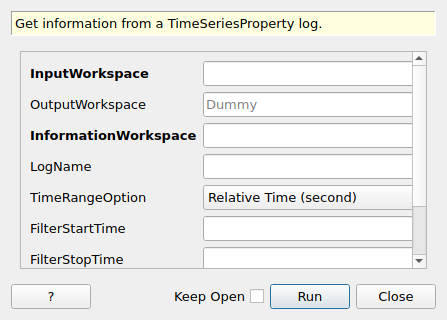 Get information from a TimeSeriesProperty log.
InputWorkspace
OutputWorkspace Dummy
InformationWorkspace
LogName
TimeRangeOption Relative Time (second)
FilterStartTime
FilterStopTime
? Keep Open Run Close